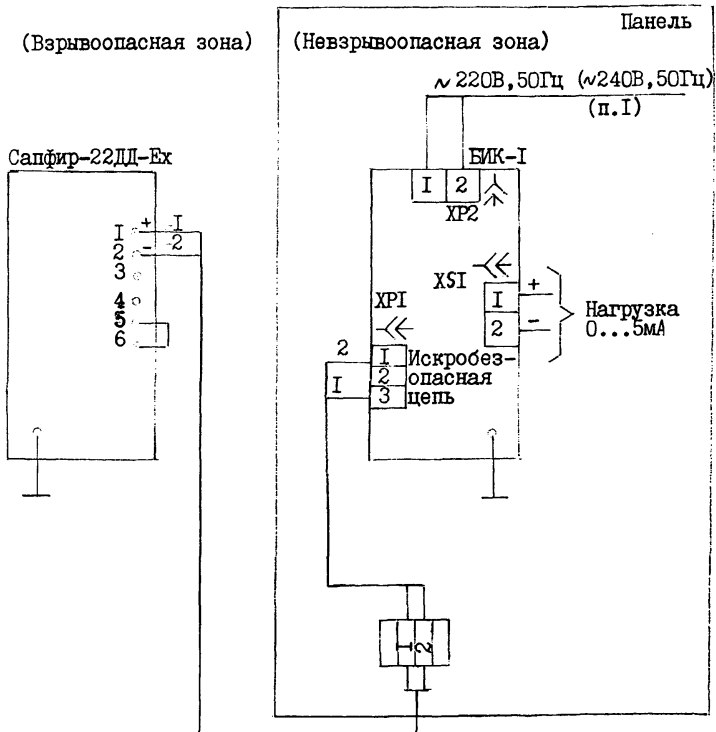 Панель
(Взрывоопасная зона)
(Невзрывоопасная зона)
~220В,50Гц (~240В,50Гц)
(п.I)
Сапфир-22ДД-Ex
БИК-I
I 2
XP2
I + I
2 - 2
3
4
5
6
XSI
I +
2 -
Нагрузка
0...5мА
XPI
2
I
I
2
3
Искробез-
опасная
цепь
I
2